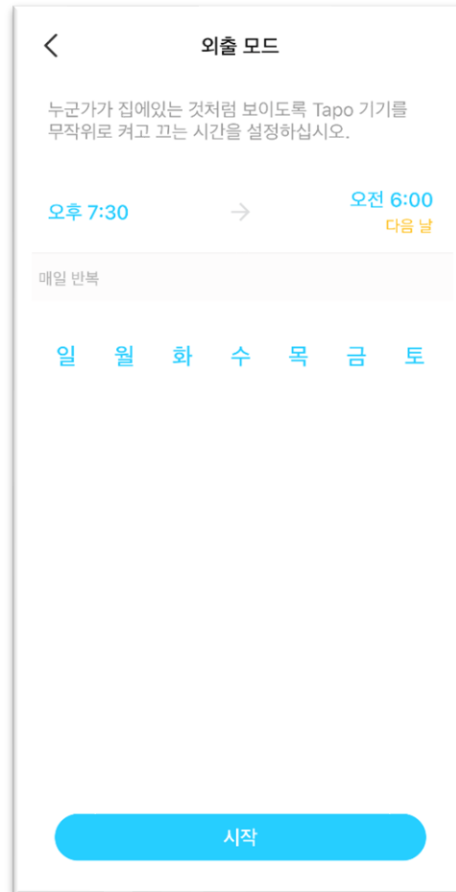 외출 모드
누군가가 집에있는 것처럼 보이도록 Tapo 기기를
무작위로 켜고 끄는 시간을 설정하십시오.
오후 7:30 → 오전 6:00
다음 날
매일 반복
일 월 화 수 목 금 토
시작